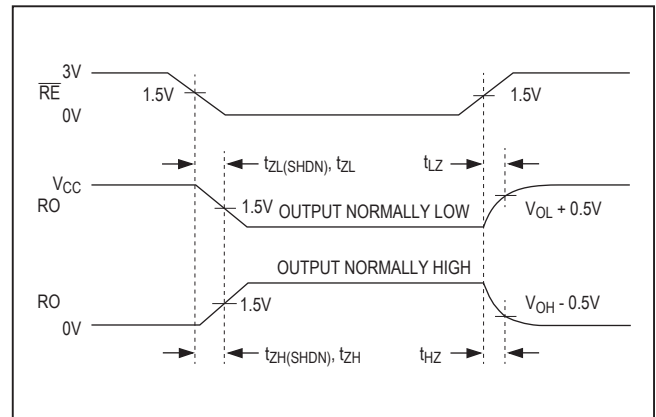 3V
RE
1.5V
1.5V
0V
tZL(SHDN), tZL
tLZ
VCC
RO
1.5V
OUTPUT NORMALLY LOW
VOL + 0.5V
OUTPUT NORMALLY HIGH
RO
1.5V
VOH - 0.5V
0V
tZH(SHDN), tZH
tHZ